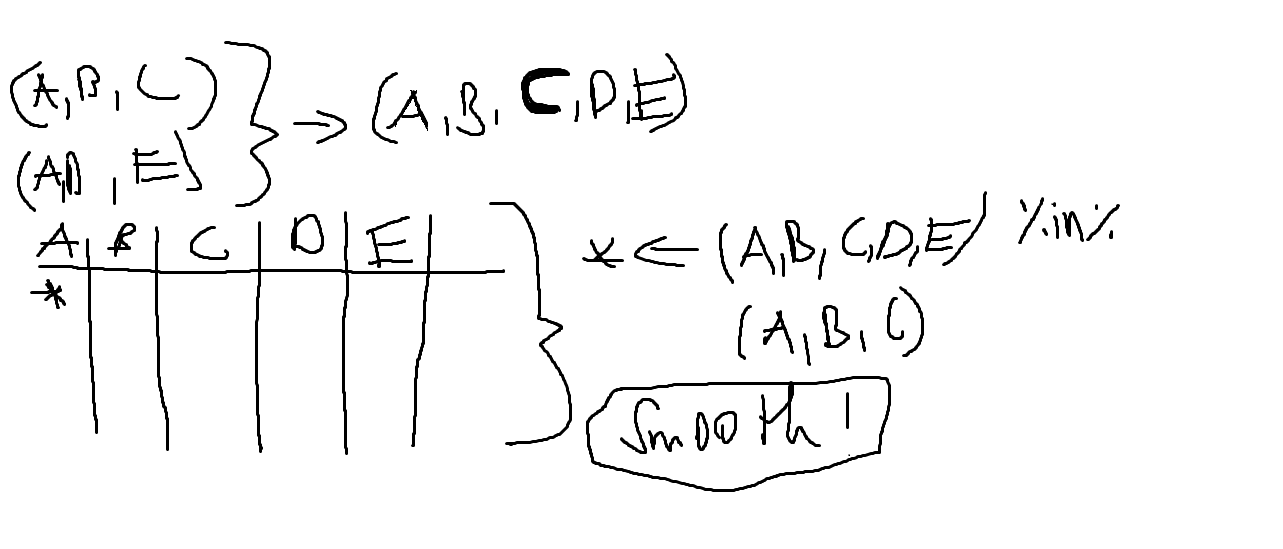 (A, B, C)
(A,D, E) } → (A, B, C, D, E)
A | B | C | D | E |
* } * ← (A, B, C, D, E) %in%
(A, B, C)
Smooth!